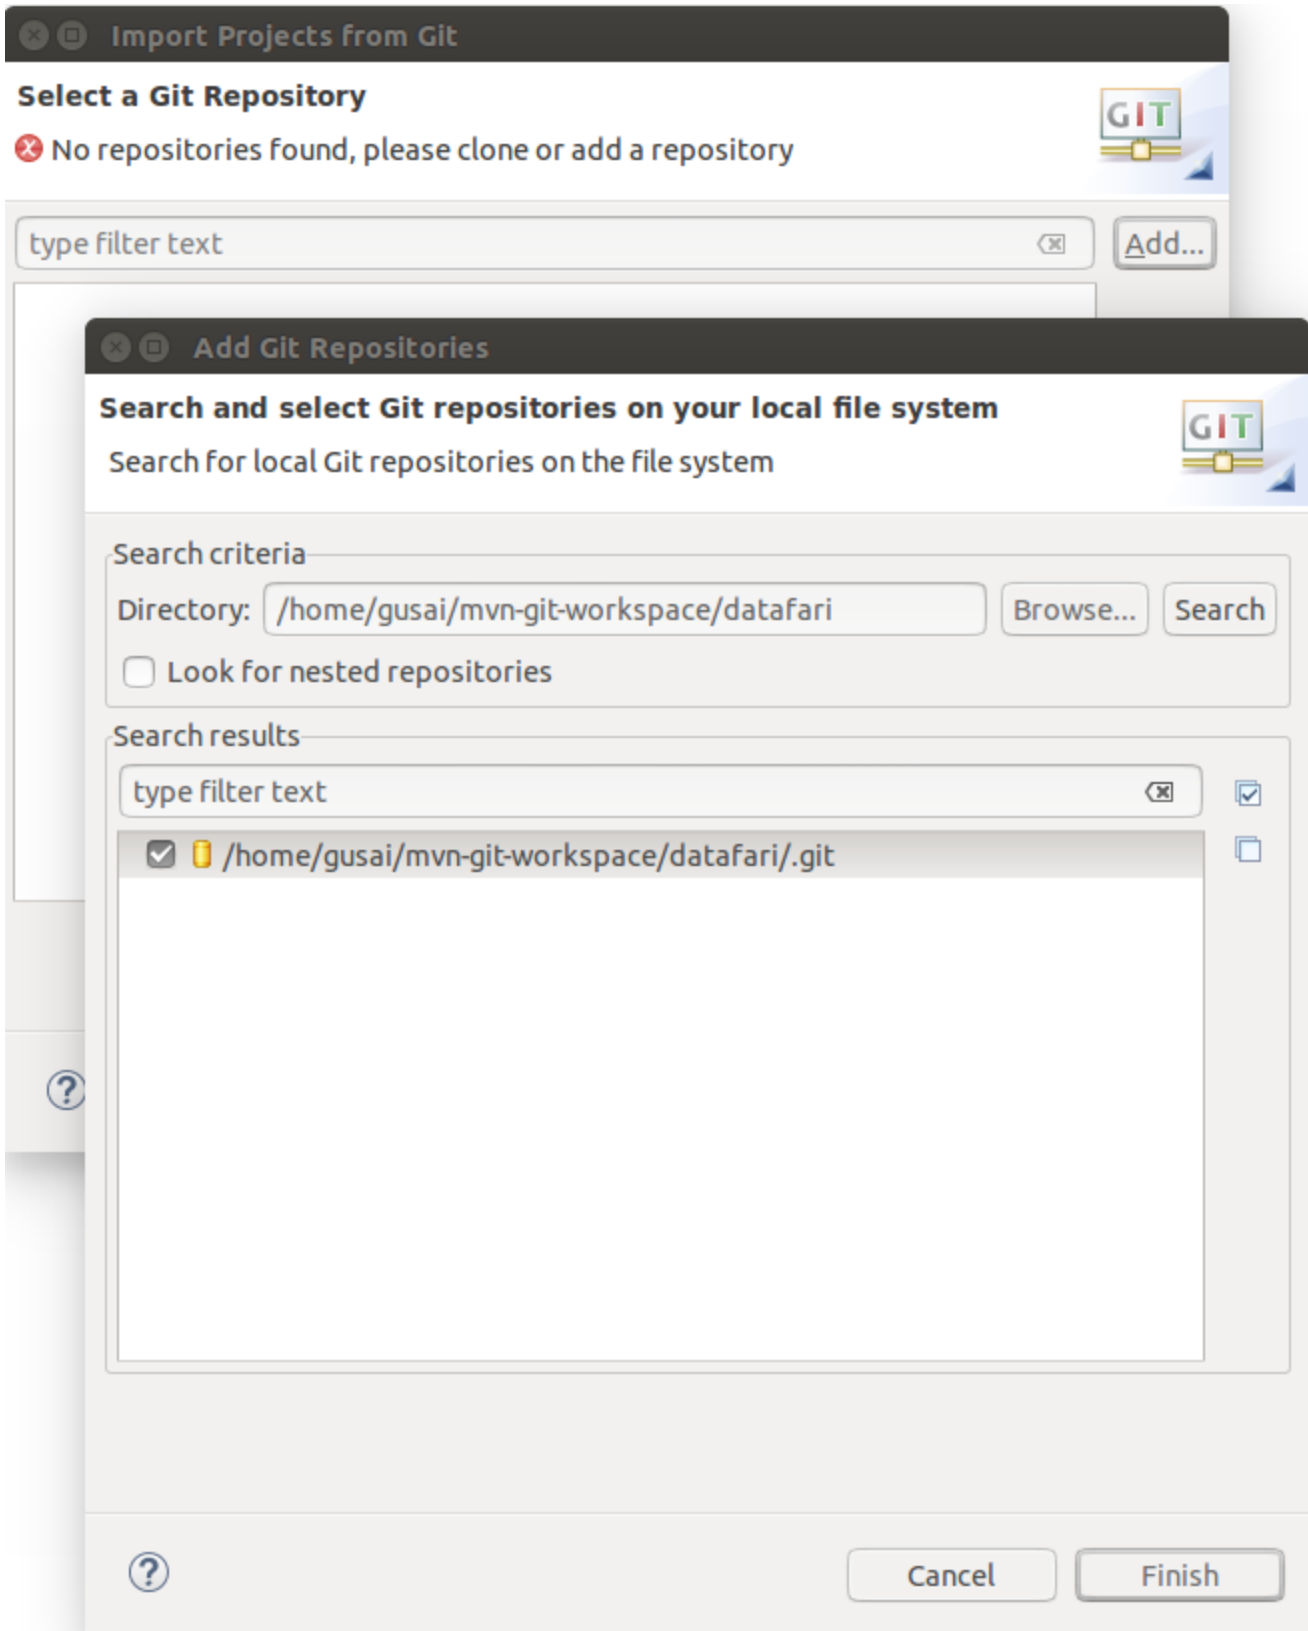 Import Projects from Git
Select a Git Repository
No repositories found, please clone or add a repository
GIT
type filter text
Add...
Add Git Repositories
Search and select Git repositories on your local file system
Search for local Git repositories on the file system
GIT
Search criteria
Directory: /home/gusai/mvn-git-workspace/datafari Browse... Search
Look for nested repositories
Search results
type filter text
/home/gusai/mvn-git-workspace/datafari/.git
?
?
Cancel Finish